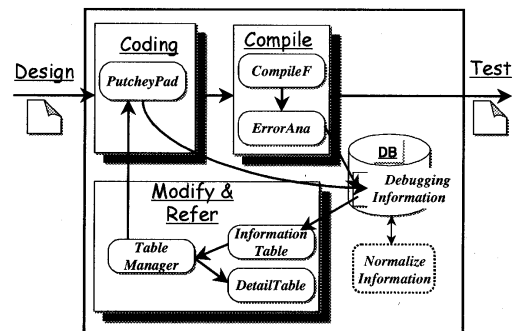 Design
Coding
PutcheyPad
Compile
CompileF
ErrorAna
Test
DB
Debugging
Information
Normalize
Information
Modify &
Refer
Information
Table
Table
Manager
DetailTable